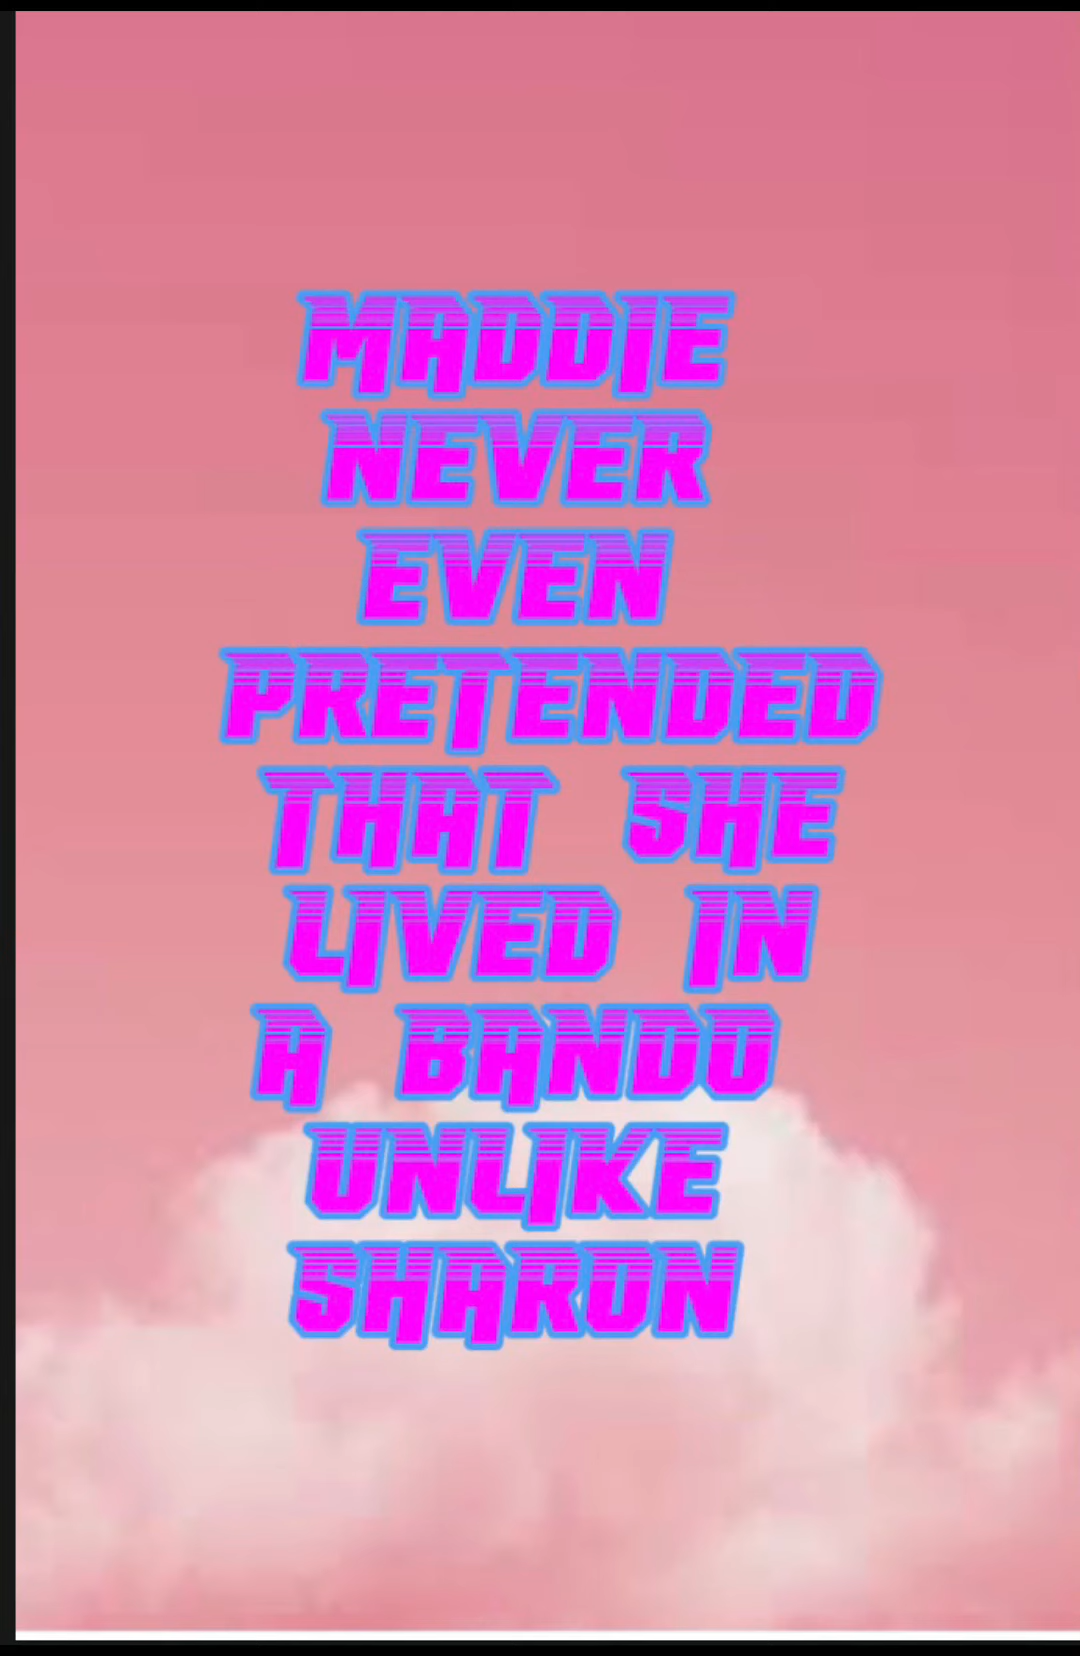 MADDIE
NEVER
EVEN
PRETENDED
THAT SHE
LIVED IN
A BANDO
UNLIKE
SHARON